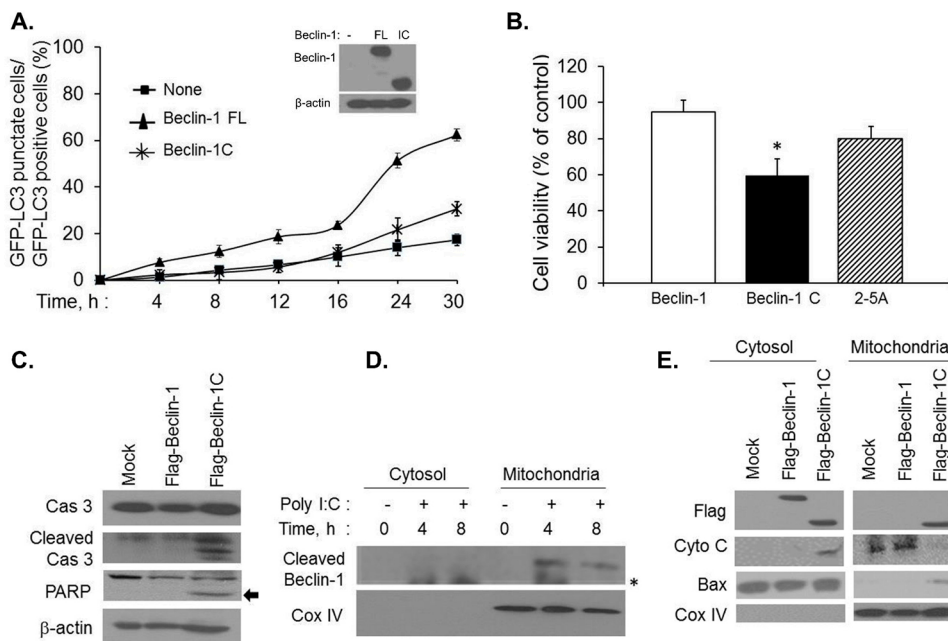 A.
GFP-LC3 punctate cells/
GFP-LC3 positive cells (%)
100
80
60
40
20
0
Time, h :
4
8
12
16
24
30
None
Beclin-1 FL
Beclin-1C
Beclin-1: - FL IC
Beclin-1
β-actin
B.
Cell viability (% of control)
120
100
80
60
40
20
0
*
Beclin-1
Beclin-1 C
2-5A
C.
Mock
Flag-Beclin-1
Flag-Beclin-1C
Cas 3
Cleaved
Cas 3
PARP
β-actin
D.
Cytosol Mitochondria
Poly I:C : - + + - + +
Time, h : 0 4 8 0 4 8
Cleaved
Beclin-1
*
Cox IV
E.
Cytosol Mitochondria
Mock
Flag-Beclin-1
Flag-Beclin-1C
Mock
Flag-Beclin-1
Flag-Beclin-1C
Flag
Cyto C
Bax
Cox IV